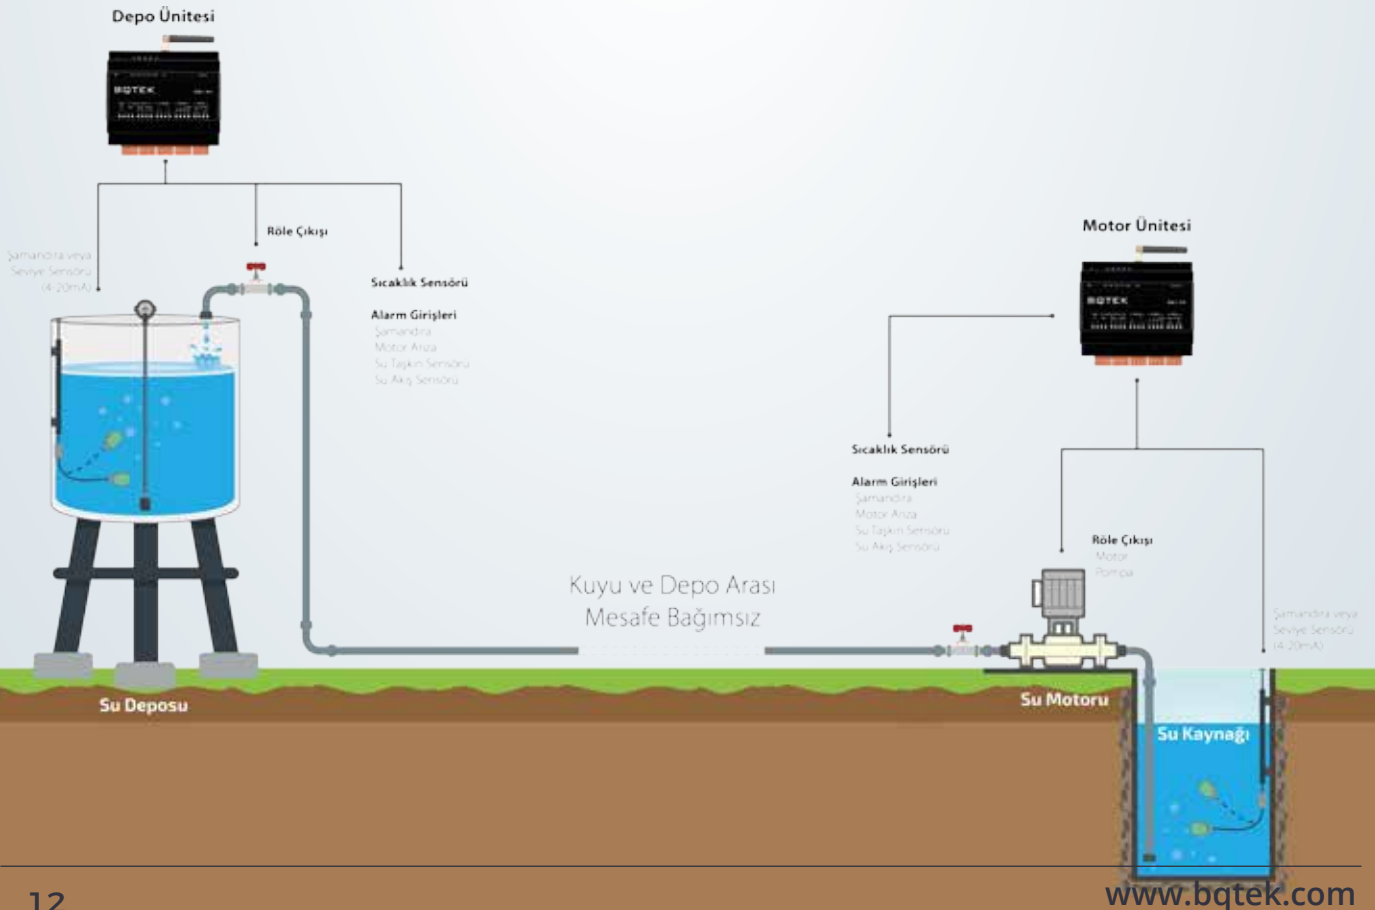 Depo Ünitesi
BQTEK
Röle Çıkışı
Şamandıra veya
Seviye Sensörü
(4-20mA)
Sıcaklık Sensörü
Alarm Girişleri
Şamandıra
Motor Arıza
Su Taşkın Sensörü
Su Akış Sensörü
Motor Ünitesi
BQTEK
Sıcaklık Sensörü
Alarm Girişleri
Şamandıra
Motor Arıza
Su Taşkın Sensörü
Su Akış Sensörü
Röle Çıkışı
Motor
Pompa
Şamandıra veya
Seviye Sensörü
(4-20mA)
Kuyu ve Depo Arası
Mesafe Bağımsız
Su Deposu
Su Motoru
Su Kaynağı
12
www.bqtek.com